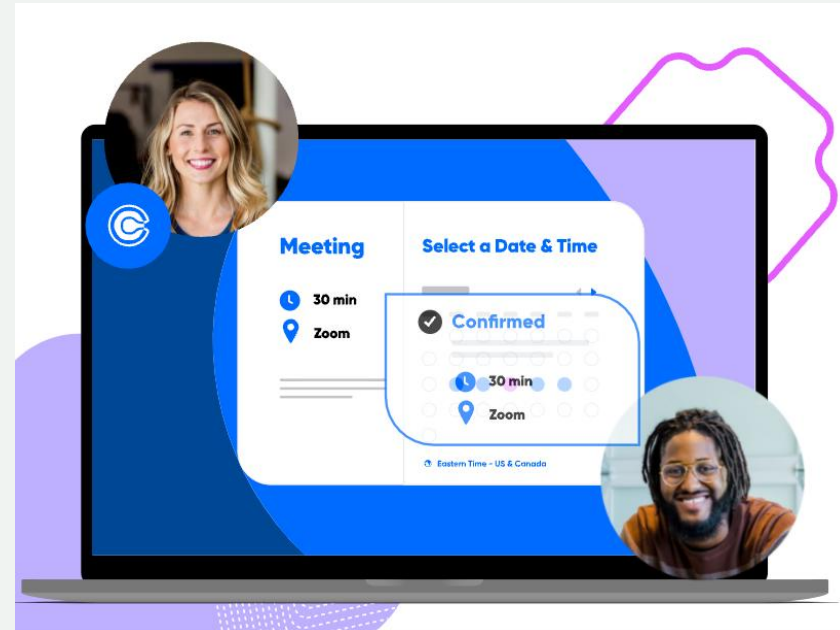 Meeting
30 min
Zoom
Select a Date & Time
Confirmed
30 min
Zoom
Eastern Time - US & Canada